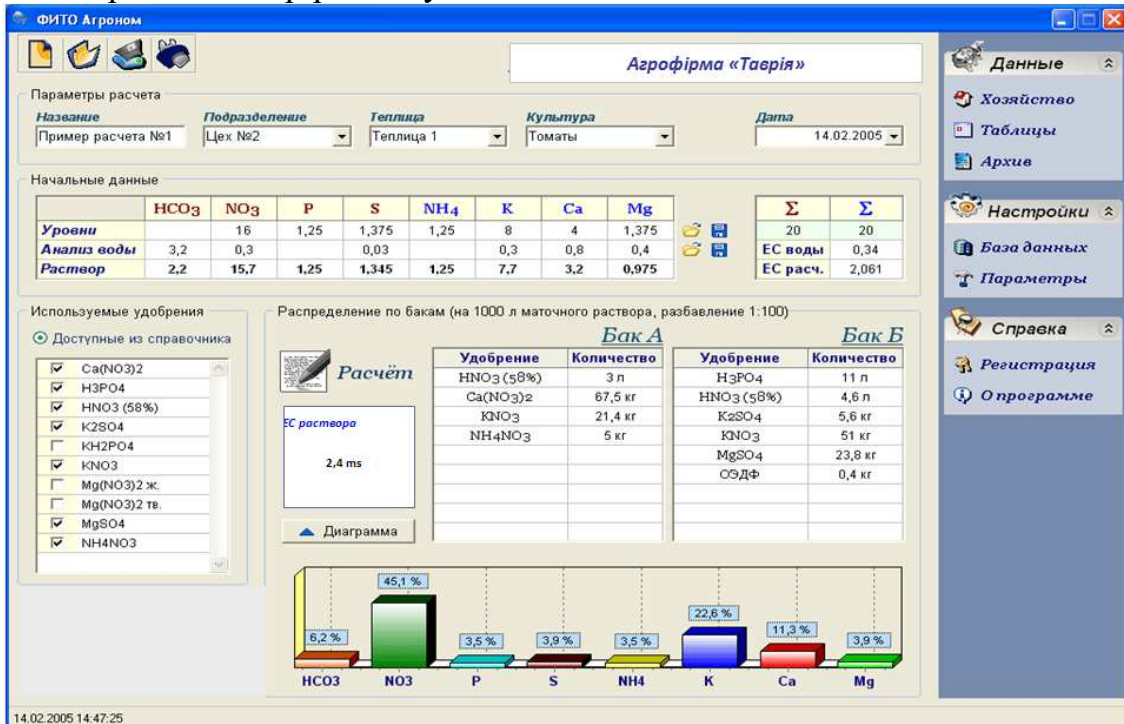 ФИТО Агроном
Агрофірма «Таврія»
Параметры расчета
Название Подразделение Теплица Культура Дата
Пример расчета №1 Цех №2 Теплица 1 Томаты 14.02.2005
Начальные данные
HCO3 NO3 P S NH4 K Ca Mg Σ Σ
Уровни 16 1,25 1,375 1,25 8 4 1,375 20 20
Анализ воды 3,2 0,3 0,03 0,3 0,8 0,4 ЕС воды 0,34
Раствор 2,2 15,7 1,25 1,345 1,25 7,7 3,2 0,975 ЕС расч. 2,061
Используемые удобрения
Доступные из справочника
Ca(NO3)2
H3PO4
HNO3 (58%)
K2SO4
KH2PO4
KNO3
Mg(NO3)2 ж.
Mg(NO3)2 тв.
MgSO4
NH4NO3
Распределение по бакам (на 1000 л маточного раствора, разбавление 1:100)
Расчёт
ЕС раствора
2,4 ms
Диаграмма
Бак А
Удобрение Количество
HNO3 (58%) 3 л
Ca(NO3)2 67,5 кг
KNO3 21,4 кг
NH4NO3 5 кг
Бак Б
Удобрение Количество
H3PO4 11 л
HNO3 (58%) 4,6 л
K2SO4 5,6 кг
KNO3 51 кг
MgSO4 23,8 кг
ОЭДФ 0,4 кг
6,2 % 45,1 % 3,5 % 3,9 % 3,5 % 22,6 % 11,3 % 3,9 %
HCO3 NO3 P S NH4 K Ca Mg
Данные
Хозяйство
Таблицы
Архив
Настройки
База данных
Параметры
Справка
Регистрация
О программе
14.02.2005 14:47:25